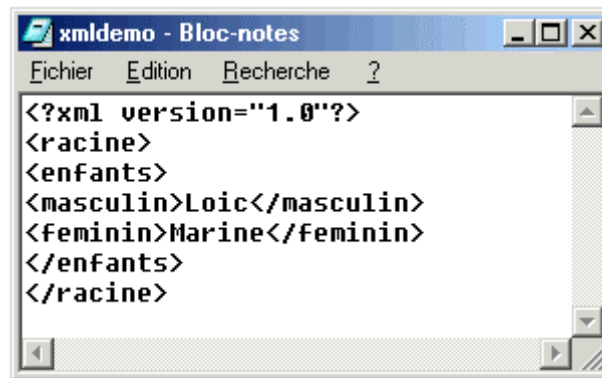 xmldemo - Bloc-notes
Fichier Edition Recherche ?
<?xml version="1.0"?>
<racine>
<enfants>
<masculin>Loic</masculin>
<feminin>Marine</feminin>
</enfants>
</racine>